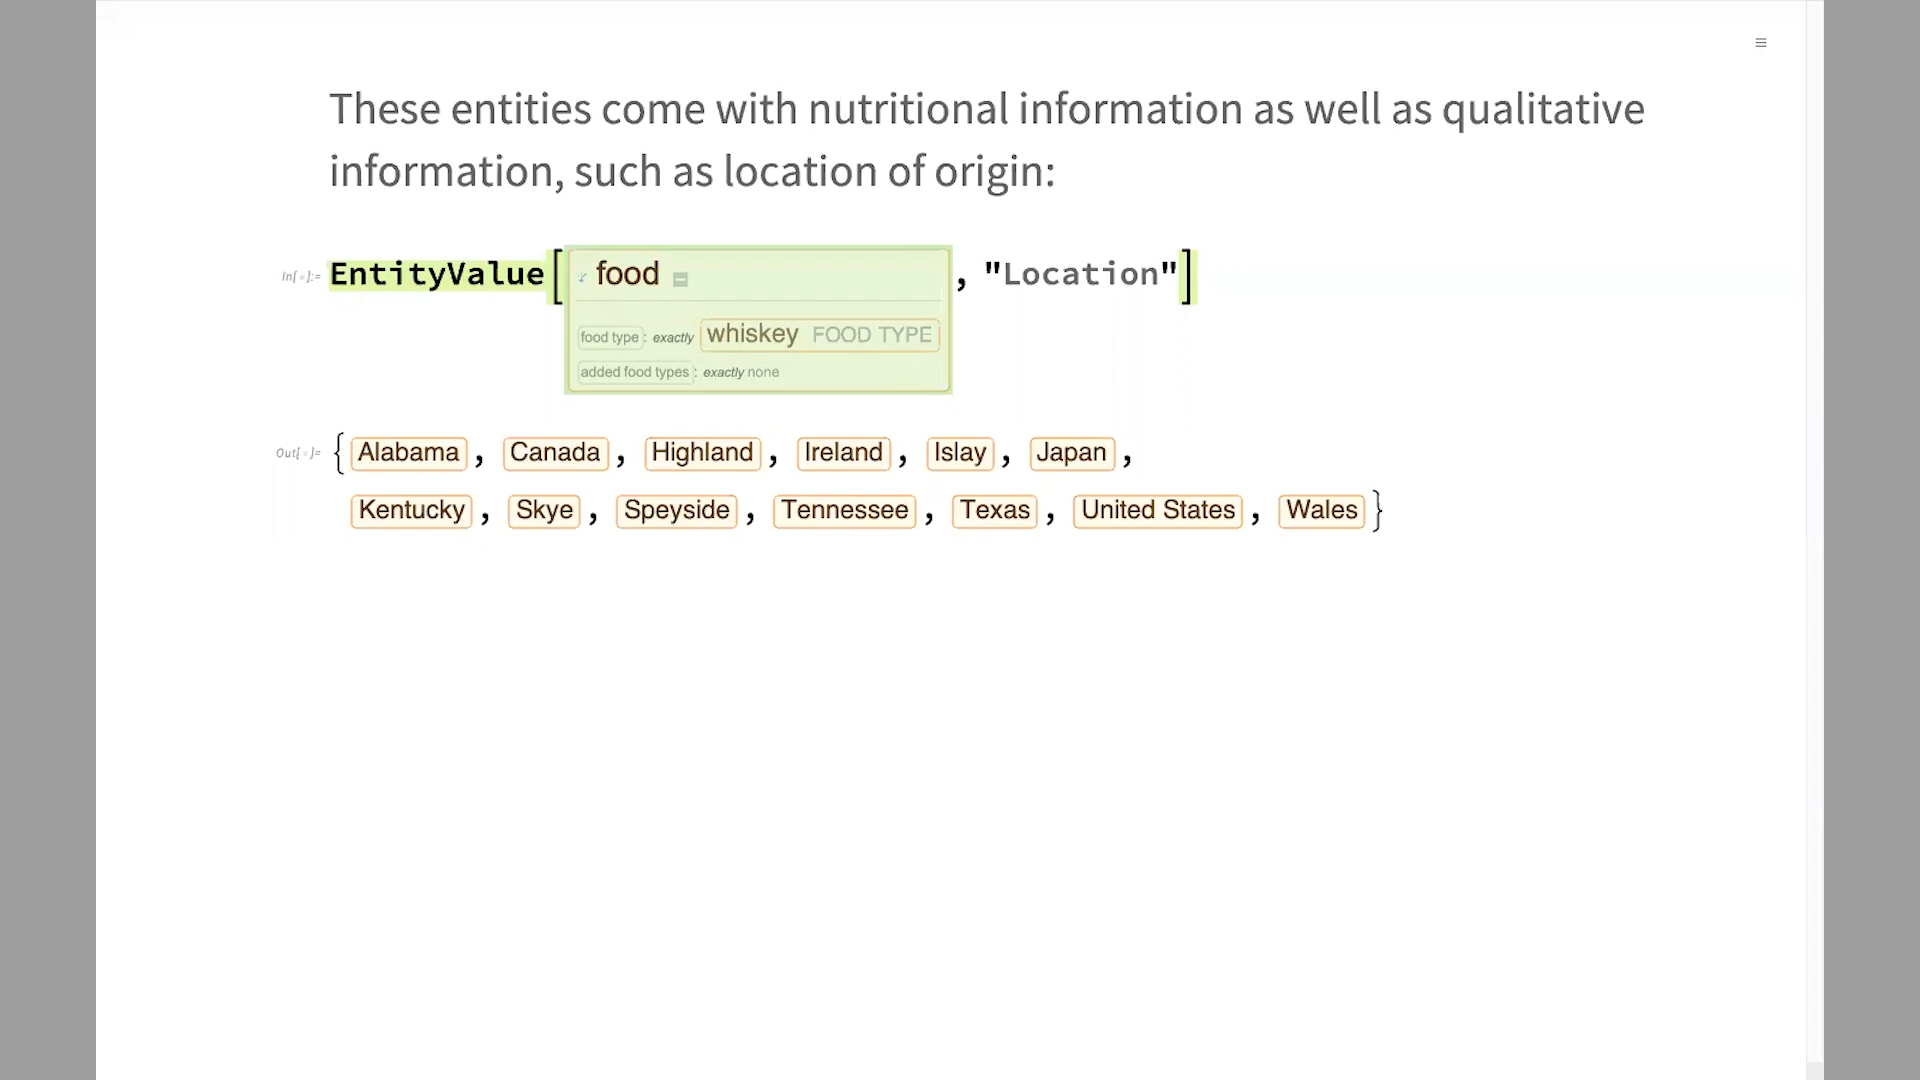 These entities come with nutritional information as well as qualitative
information, such as location of origin:
In[ ]:= EntityValue[ food , "Location"]
food type : exactly whiskey FOOD TYPE
added food types : exactly none
Out[ ]= { Alabama , Canada , Highland , Ireland , Islay , Japan ,
Kentucky , Skye , Speyside , Tennessee , Texas , United States , Wales }